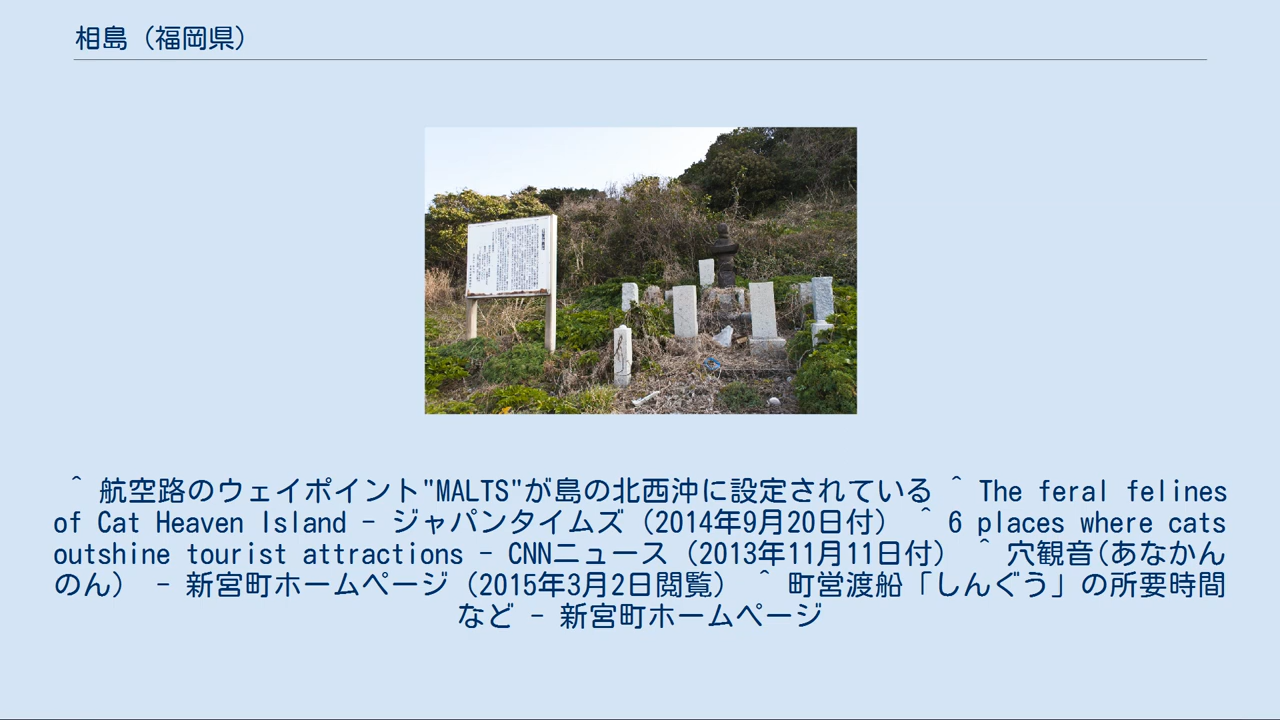 相島（福岡県）
＾ 航空路のウェイポイント"MALTS"が島の北西沖に設定されている ＾ The feral felines
of Cat Heaven Island - ジャパンタイムズ（2014年9月20日付） ＾ 6 places where cats
outshine tourist attractions - CNNニュース（2013年11月11日付） ＾ 穴観音(あなかん
のん） - 新宮町ホームページ（2015年3月2日閲覧） ＾ 町営渡船「しんぐう」の所要時間
など - 新宮町ホームページ